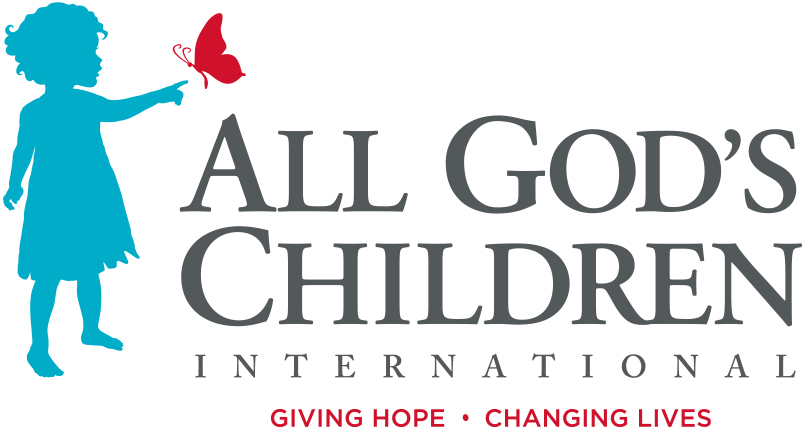 ALL GOD’S
CHILDREN
INTERNATIONAL
GIVING HOPE • CHANGING LIVES